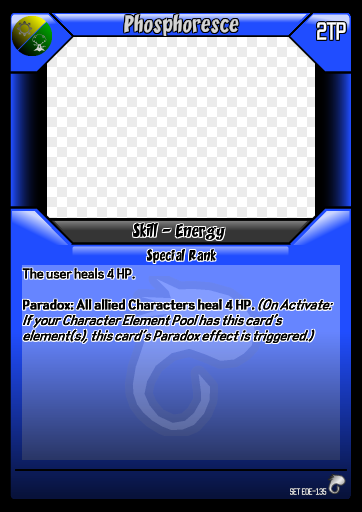 Phosphoresce
2TP
Skill - Energy
Special Rank
The user heals 4 HP.
Paradox: All allied Characters heal 4 HP. (On Activate:
If your Character Element Pool has this card's
element(s), this card's Paradox effect is triggered.)
SET EDE-135